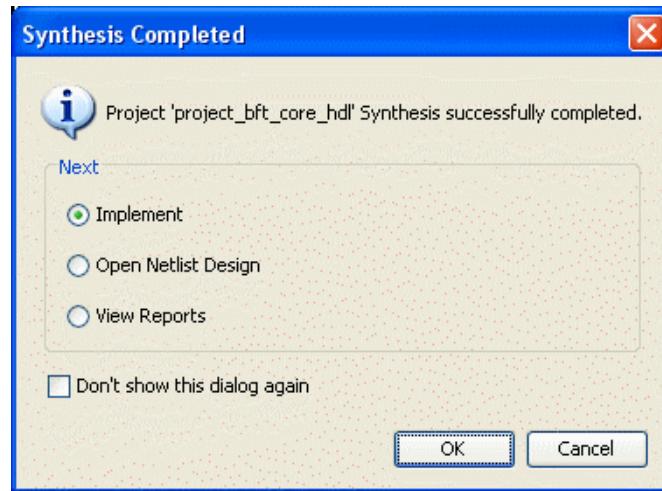 Synthesis Completed
Project 'project_bft_core_hdl' Synthesis successfully completed.
Next
Implement
Open Netlist Design
View Reports
Don't show this dialog again
OK
Cancel